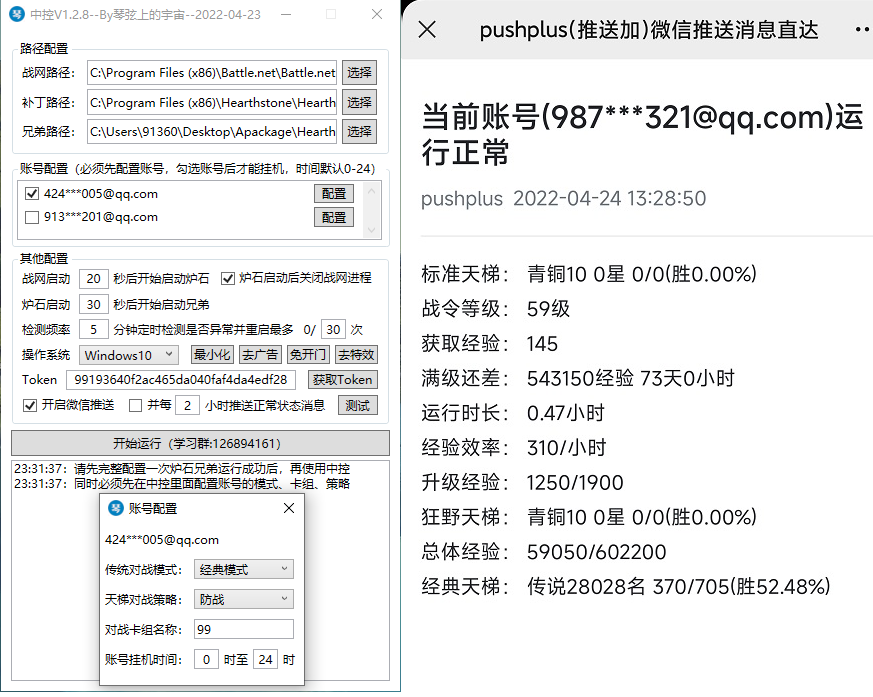 琴 中控V1.2.8--By琴弦上的宇宙--2022-04-23
路径配置
战网路径： C:\Program Files (x86)\Battle.net\Battle.net 选择
补丁路径： C:\Program Files (x86)\Hearthstone\Hearth 选择
兄弟路径： C:\Users\91360\Desktop\Apackage\Hearth 选择
账号配置（必须先配置账号，勾选账号后才能挂机，时间默认0-24）
424***005@qq.com 配置
913***201@qq.com 配置
其他配置
战网启动 20 秒后开始启动炉石 炉石启动后关闭战网进程
炉石启动 30 秒后开始启动兄弟
检测频率 5 分钟定时检测是否异常并重启最多 0/ 30 次
操作系统 Windows10 最小化 去广告 免开门 去特效
Token 99193640f2ac465da040faf4da4edf28 获取Token
开启微信推送 并每 2 小时推送正常状态消息 测试
开始运行（学习群:126894161）
23:31:37：请先完整配置一次炉石兄弟运行成功后，再使用中控
23:31:37：同时必须先在中控里面配置账号的模式、卡组、策略
琴 账号配置
424***005@qq.com
传统对战模式： 经典模式
天梯对战策略： 防战
对战卡组名称： 99
账号挂机时间： 0 时至 24 时
pushplus(推送加)微信推送消息直达
当前账号(987***321@qq.com)运
行正常
pushplus 2022-04-24 13:28:50
标准天梯： 青铜10 0星 0/0(胜0.00%)
战令等级： 59级
获取经验： 145
满级还差： 543150经验 73天0小时
运行时长： 0.47小时
经验效率： 310/小时
升级经验： 1250/1900
狂野天梯： 青铜10 0星 0/0(胜0.00%)
总体经验： 59050/602200
经典天梯： 传说28028名 370/705(胜52.48%)